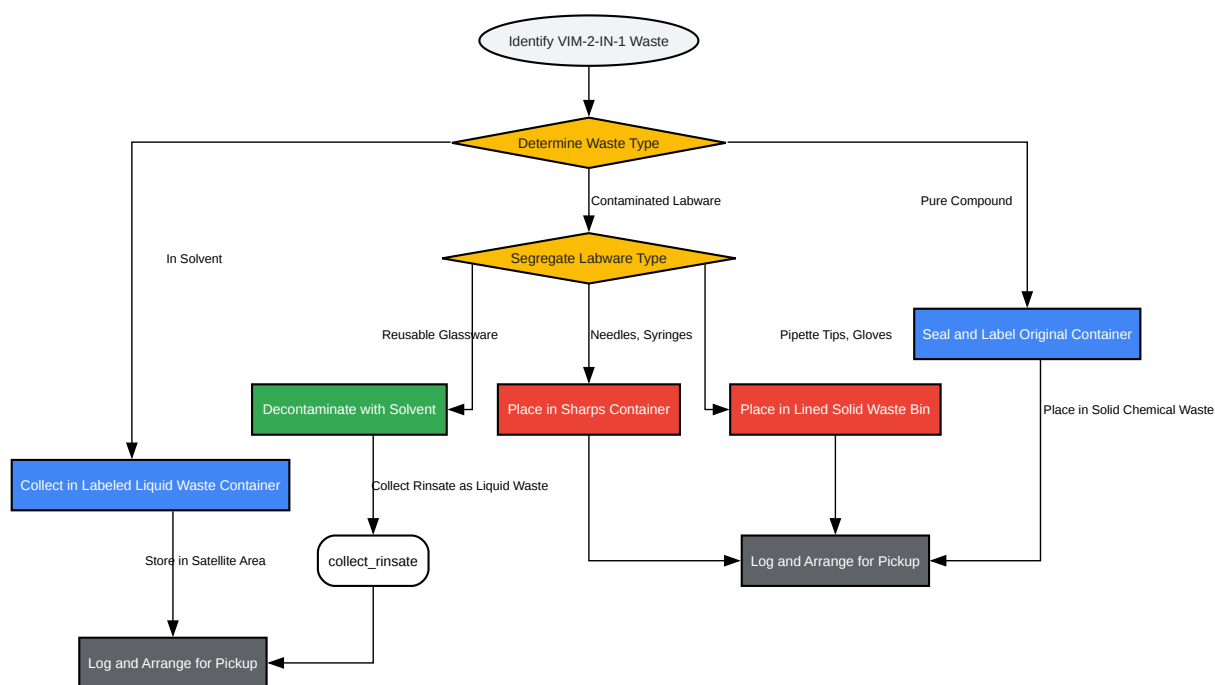 Identify VIM-2-IN-1 Waste
Determine Waste Type
Contaminated Labware
Pure Compound
In Solvent
Segregate Labware Type
Reusable Glassware
Needles, Syringes
Pipette Tips, Gloves
Seal and Label Original Container
Decontaminate with Solvent
Place in Sharps Container
Place in Lined Solid Waste Bin
Place in Solid Chemical Waste
Collect in Labeled Liquid Waste Container
Collect Rinsate as Liquid Waste
Store in Satellite Area
collect_rinsate
Log and Arrange for Pickup
Log and Arrange for Pickup